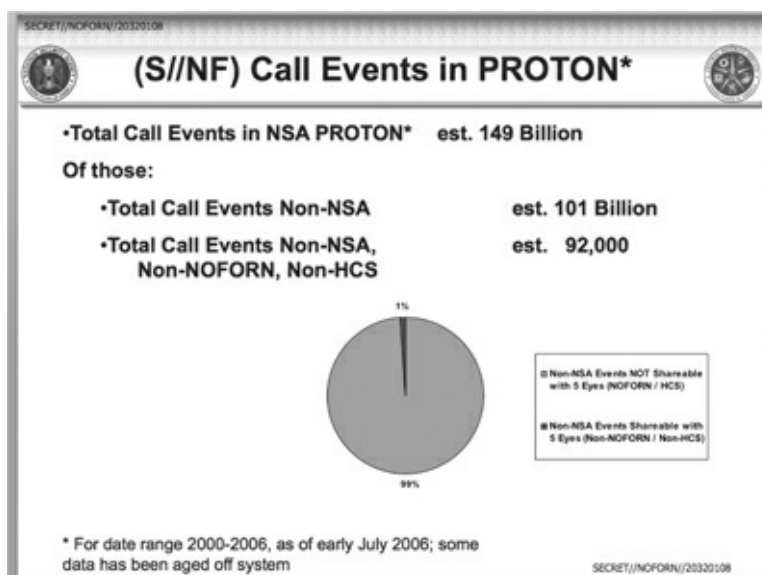 SECRET//NOFORN//20320108
(S//NF) Call Events in PROTON*
•Total Call Events in NSA PROTON* est. 149 Billion
Of those:
•Total Call Events Non-NSA est. 101 Billion
•Total Call Events Non-NSA, est. 92,000
Non-NOFORN, Non-HCS
1%
Non-NSA Events NOT Shareable
with 5 Eyes (NOFORN / HCS)
Non-NSA Events Shareable with
5 Eyes (Non-NOFORN / Non-HCS)
99%
* For date range 2000-2006, as of early July 2006; some
data has been aged off system
SECRET//NOFORN//20320108